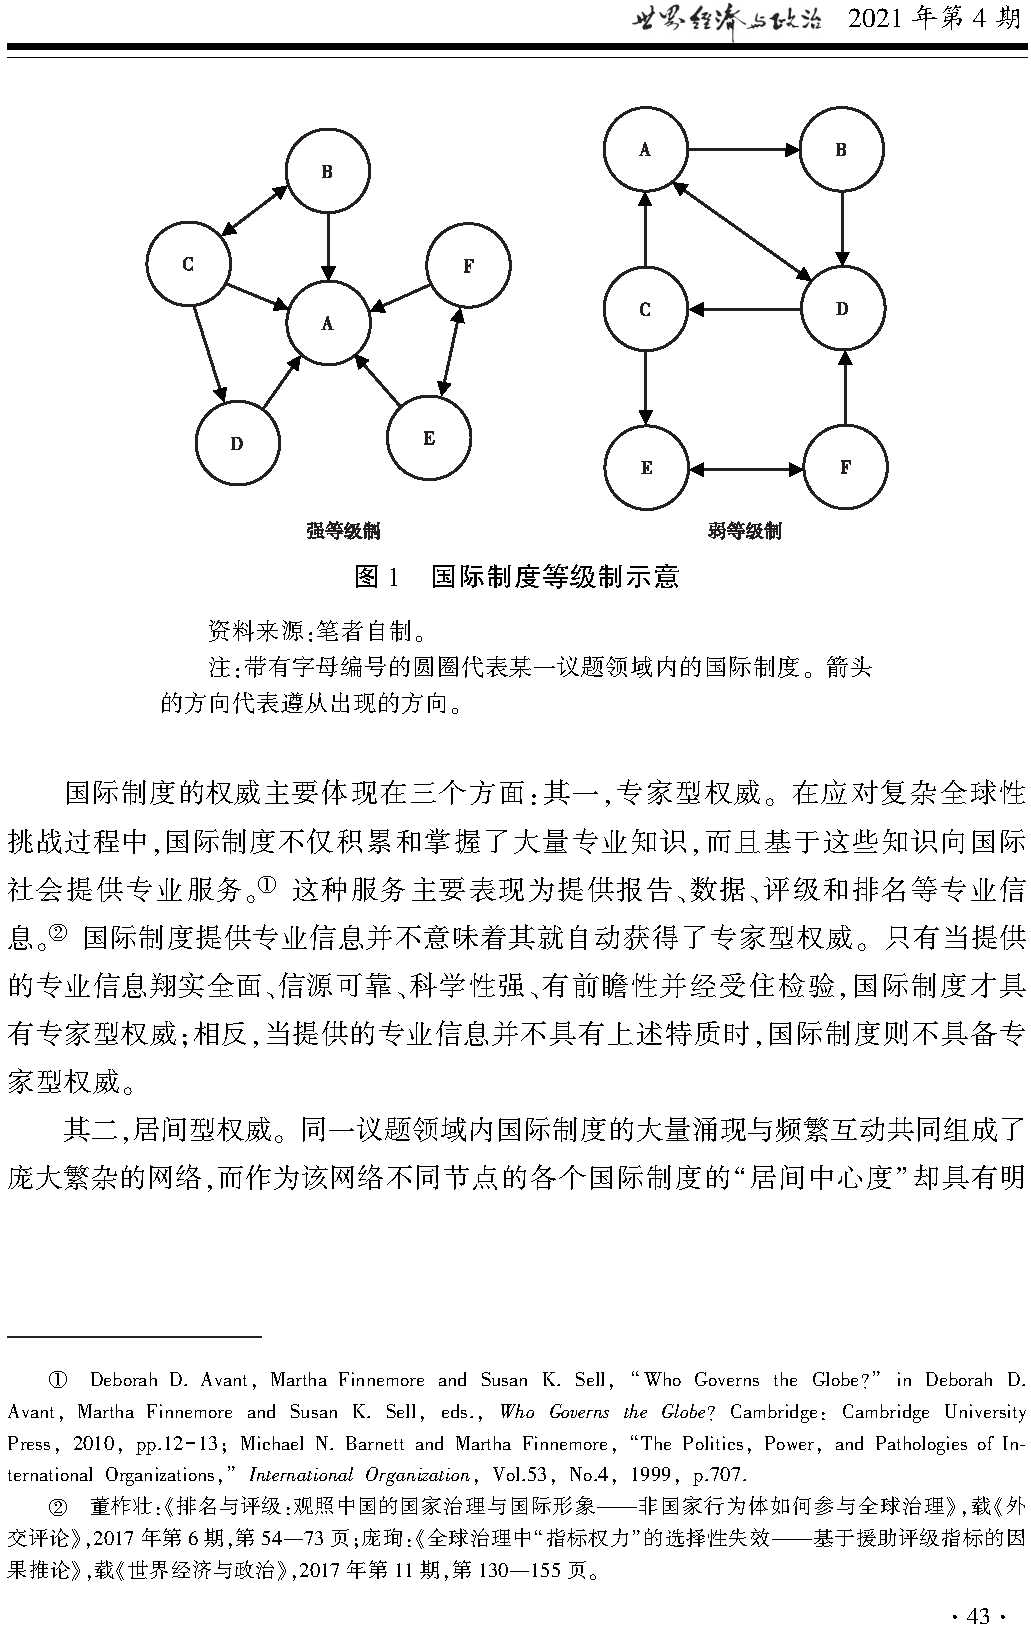 世界经济与政治 2021 年第 4 期
B
A
B
C
F
A
C
D
D
E
E
F
强等级制
弱等级制
图 1 国际制度等级制示意
资料来源:笔者自制。
注:带有字母编号的圆圈代表某一议题领域内的国际制度。箭头
的方向代表遵从出现的方向。
国际制度的权威主要体现在三个方面:其一,专家型权威。在应对复杂全球性
挑战过程中,国际制度不仅积累和掌握了大量专业知识,而且基于这些知识向国际
社会提供专业服务。① 这种服务主要表现为提供报告、数据、评级和排名等专业信
息。② 国际制度提供专业信息并不意味着其就自动获得了专家型权威。只有当提供
的专业信息翔实全面、信源可靠、科学性强、有前瞻性并经受住检验,国际制度才具
有专家型权威;相反,当提供的专业信息并不具有上述特质时,国际制度则不具备专
家型权威。
其二,居间型权威。同一议题领域内国际制度的大量涌现与频繁互动共同组成了
庞大繁杂的网络,而作为该网络不同节点的各个国际制度的“居间中心度”却具有明
① Deborah D. Avant, Martha Finnemore and Susan K. Sell, “Who Governs the Globe?” in Deborah D.
Avant, Martha Finnemore and Susan K. Sell, eds., Who Governs the Globe? Cambridge: Cambridge University
Press, 2010, pp.12-13; Michael N. Barnett and Martha Finnemore, “The Politics, Power, and Pathologies of In-
ternational Organizations,” International Organization, Vol.53, No.4, 1999, p.707.
② 董柞壮:《排名与评级:观照中国的国家治理与国际形象——非国家行为体如何参与全球治理》,载《外
交评论》,2017 年第 6 期,第 54—73 页;庞珣:《全球治理中“指标权力”的选择性失效——基于援助评级指标的因
果推论》,载《世界经济与政治》,2017 年第 11 期,第 130—155 页。
· 43 ·